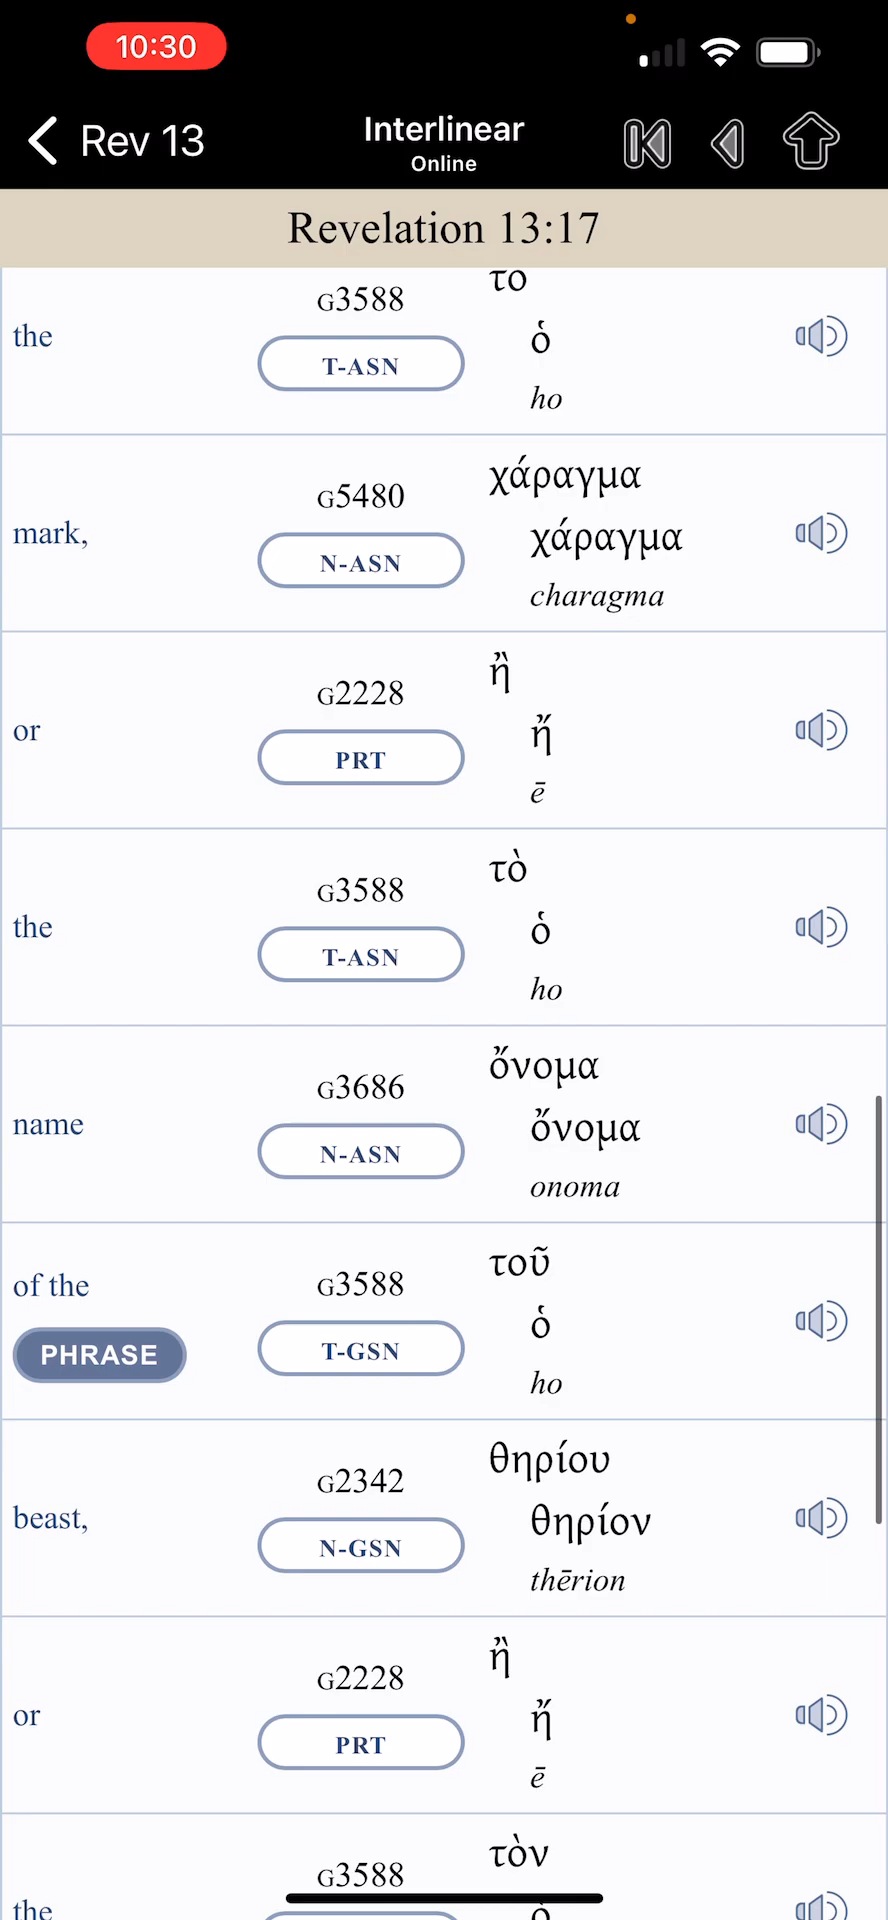 10:30
Rev 13
Interlinear
Online
Revelation 13:17
the
G3588
T-ASN
τὸ
ὁ
ho
mark,
G5480
N-ASN
χάραγμα
χάραγμα
charagma
or
G2228
PRT
ἢ
ἤ
ē
the
G3588
T-ASN
τὸ
ὁ
ho
name
G3686
N-ASN
ὄνομα
ὄνομα
onoma
of the
PHRASE
G3588
T-GSN
τοῦ
ὁ
ho
beast,
G2342
N-GSN
θηρίου
θηρίον
thērion
or
G2228
PRT
ἢ
ἤ
ē
the
G3588
τὸν